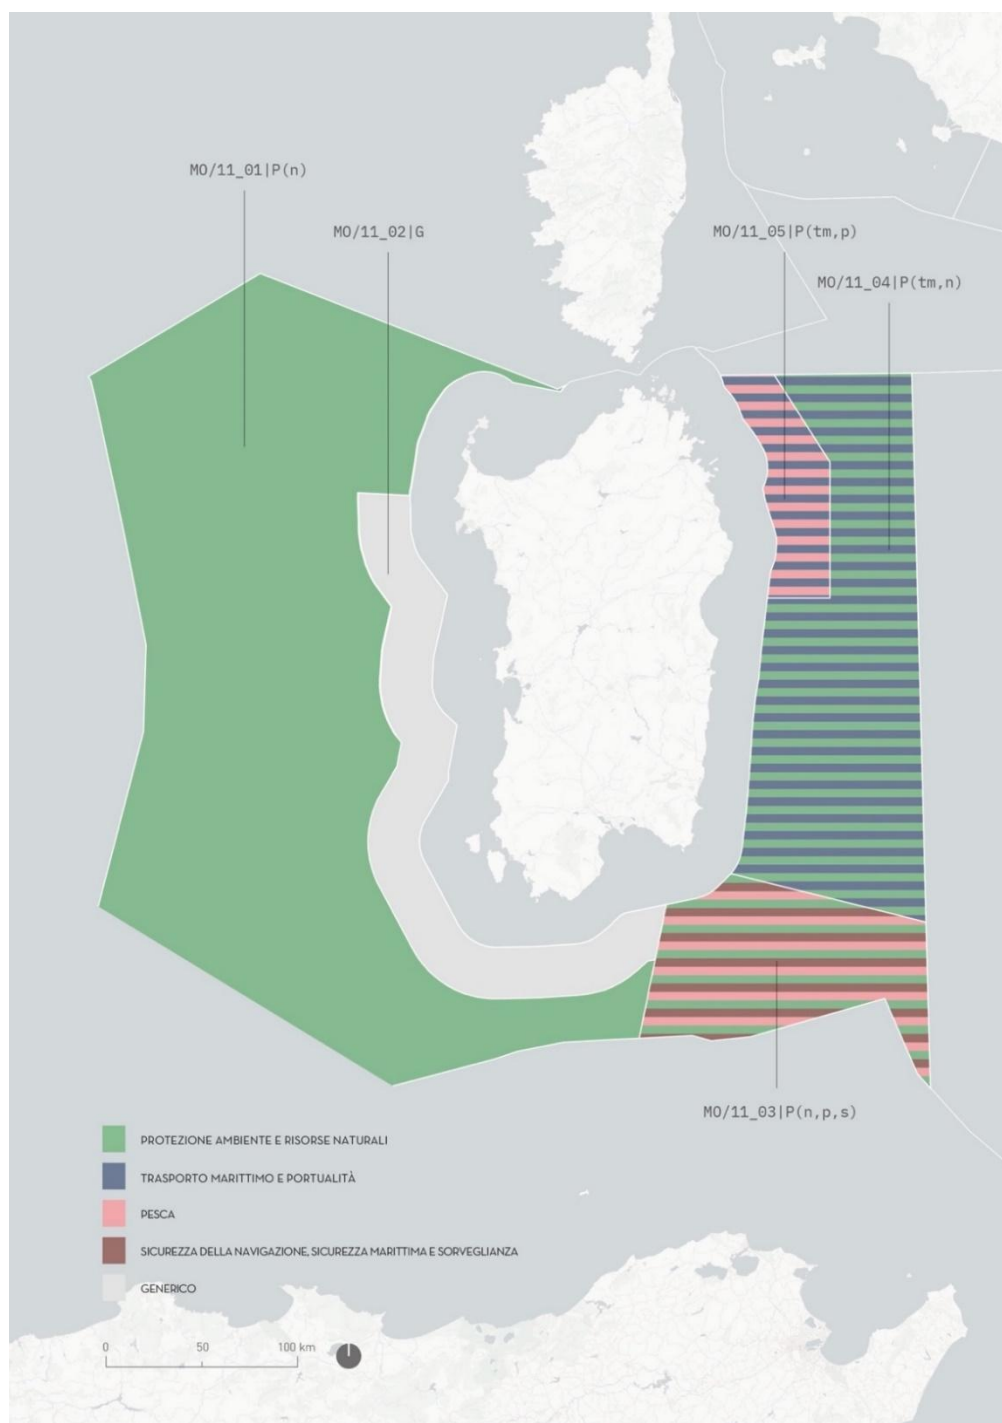 MO/11_01|P(n)
MO/11_02|G
MO/11_05|P(tm,p)
MO/11_04|P(tm,n)
MO/11_03|P(n,p,s)
PROTEZIONE AMBIENTE E RISORSE NATURALI
TRASPORTO MARITTIMO E PORTUALITÀ
PESCA
SICUREZZA DELLA NAVIGAZIONE, SICUREZZA MARITTIMA E SORVEGLIANZA
GENERICO
0 50 100 km